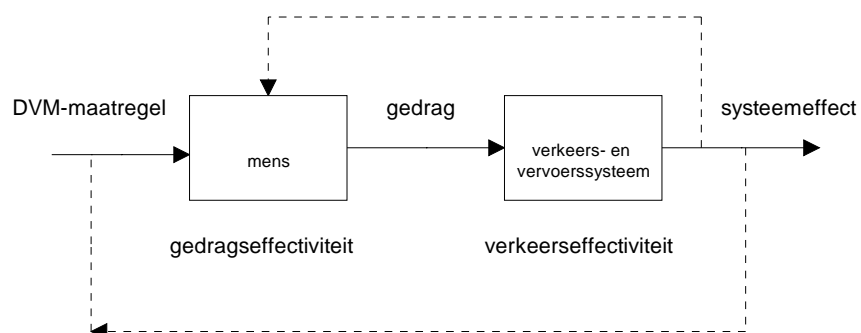 DVM-maatregel
gedrag
systeemeffect
mens
verkeers- en
vervoerssysteem
gedragseffectiviteit
verkeerseffectiviteit